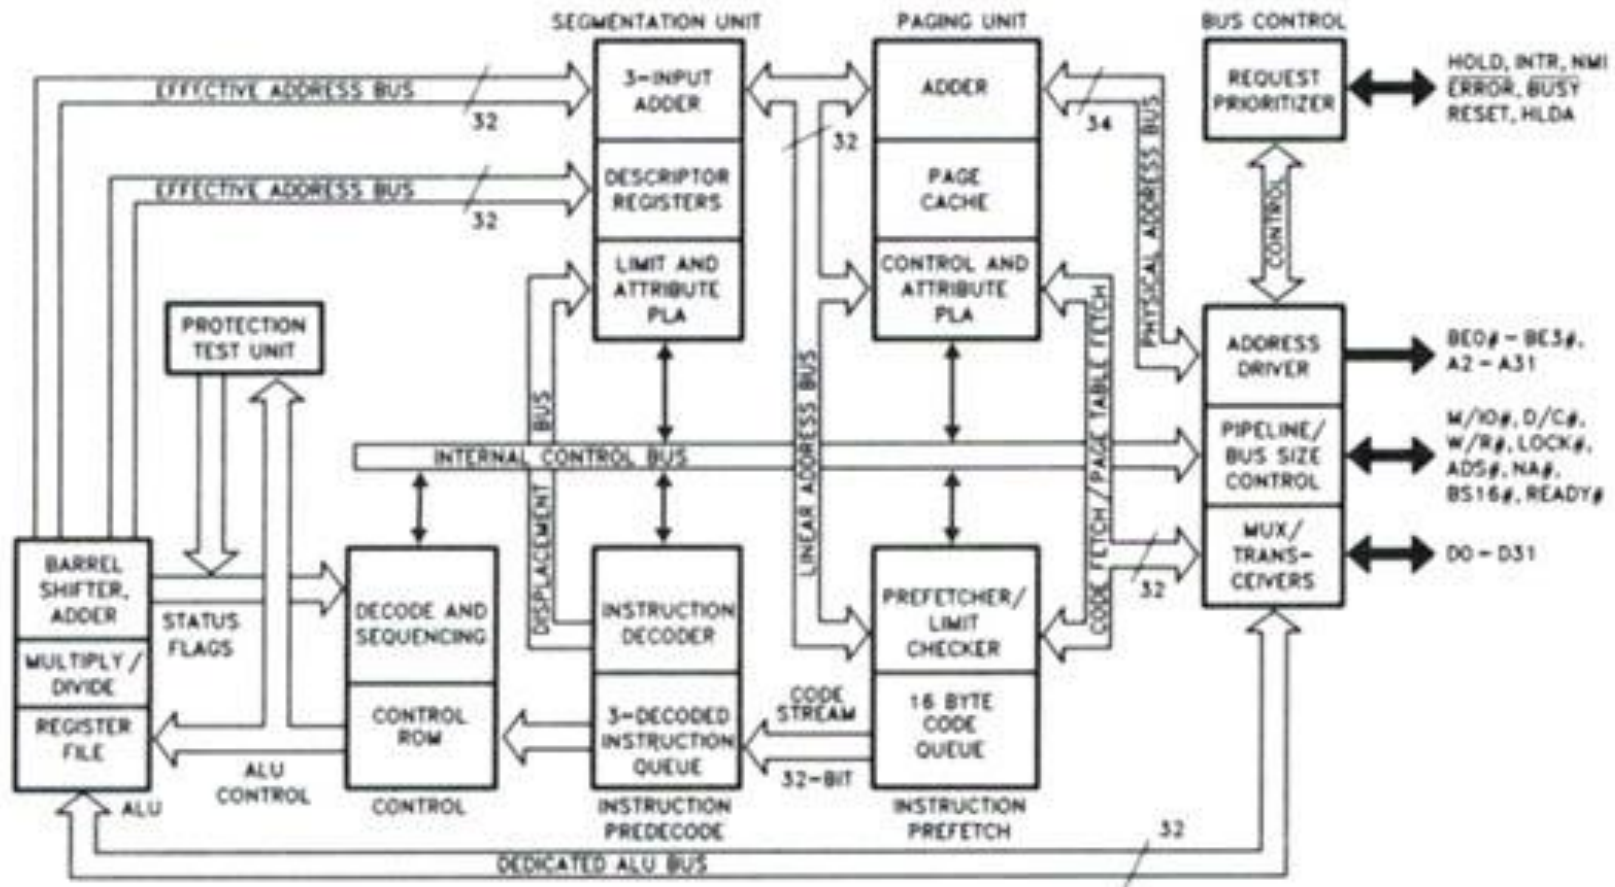 SEGMENTATION UNIT
PAGING UNIT
BUS CONTROL
3-INPUT
ADDER
DESCRIPTOR
REGISTERS
LIMIT AND
ATTRIBUTE
PLA
ADDER
PAGE
CACHE
CONTROL AND
ATTRIBUTE
PLA
REQUEST
PRIORITIZER
HOLD, INTR, NMI
ERROR, BUSY
RESET, HLDA
EFFECTIVE ADDRESS BUS
32
EFFECTIVE ADDRESS BUS
32
32
34
PHYSICAL ADDRESS BUS
CONTROL
PROTECTION
TEST UNIT
ADDRESS
DRIVER
BE0# - BE3#,
A2 - A31
PIPELINE/
BUS SIZE
CONTROL
M/IO#, D/C#,
W/R#, LOCK#,
ADS#, NA#,
BS16#, READY#
MUX/
TRANS-
CEIVERS
D0 - D31
INTERNAL CONTROL BUS
DISPLACEMENT BUS
LINEAR ADDRESS BUS
CODE FETCH/PAGE TABLE FETCH
32
BARREL
SHIFTER,
ADDER
MULTIPLY/
DIVIDE
REGISTER
FILE
ALU
STATUS
FLAGS
ALU
CONTROL
DECODE AND
SEQUENCING
CONTROL
ROM
CONTROL
INSTRUCTION
DECODER
3-DECODED
INSTRUCTION
QUEUE
INSTRUCTION
PREDECODE
CODE
STREAM
32-BIT
PREFETCHER/
LIMIT
CHECKER
16 BYTE
CODE
QUEUE
INSTRUCTION
PREFETCH
32
DEDICATED ALU BUS